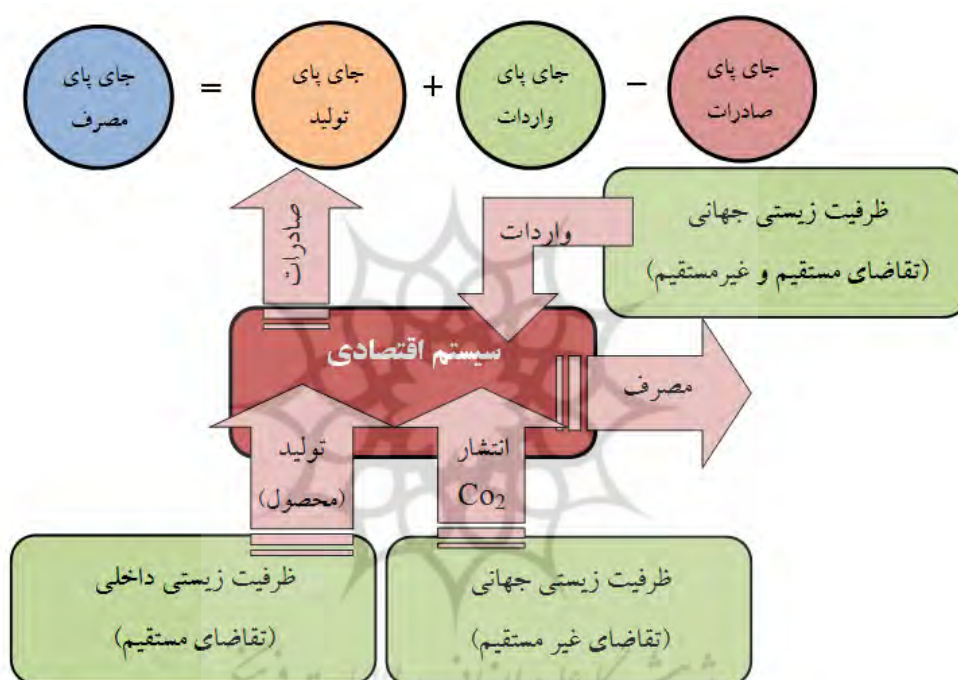 جای پای
مصرف
=
جای پای
تولید
+
جای پای
واردات
−
جای پای
صادرات
صادرات
واردات
ظرفیت زیستی جهانی
(تقاضای مستقیم و غیرمستقیم)
سیستم اقتصادی
مصرف
تولید
(محصول)
انتشار
Co₂
ظرفیت زیستی داخلی
(تقاضای مستقیم)
ظرفیت زیستی جهانی
(تقاضای غیر مستقیم)